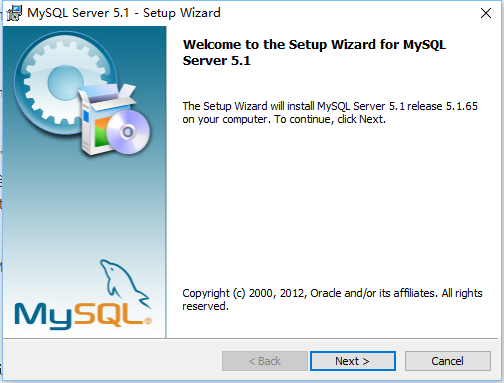 MySQL Server 5.1 - Setup Wizard
Welcome to the Setup Wizard for MySQL
Server 5.1
The Setup Wizard will install MySQL Server 5.1 release 5.1.65
on your computer. To continue, click Next.
MySQL®
Copyright (c) 2000, 2012, Oracle and/or its affiliates. All rights
reserved.
< Back
Next >
Cancel